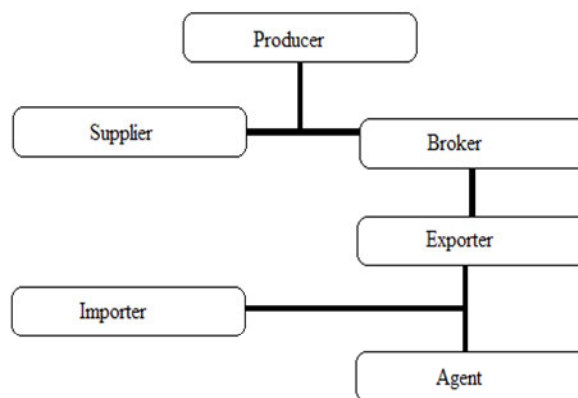 Producer
Supplier
Broker
Exporter
Importer
Agent